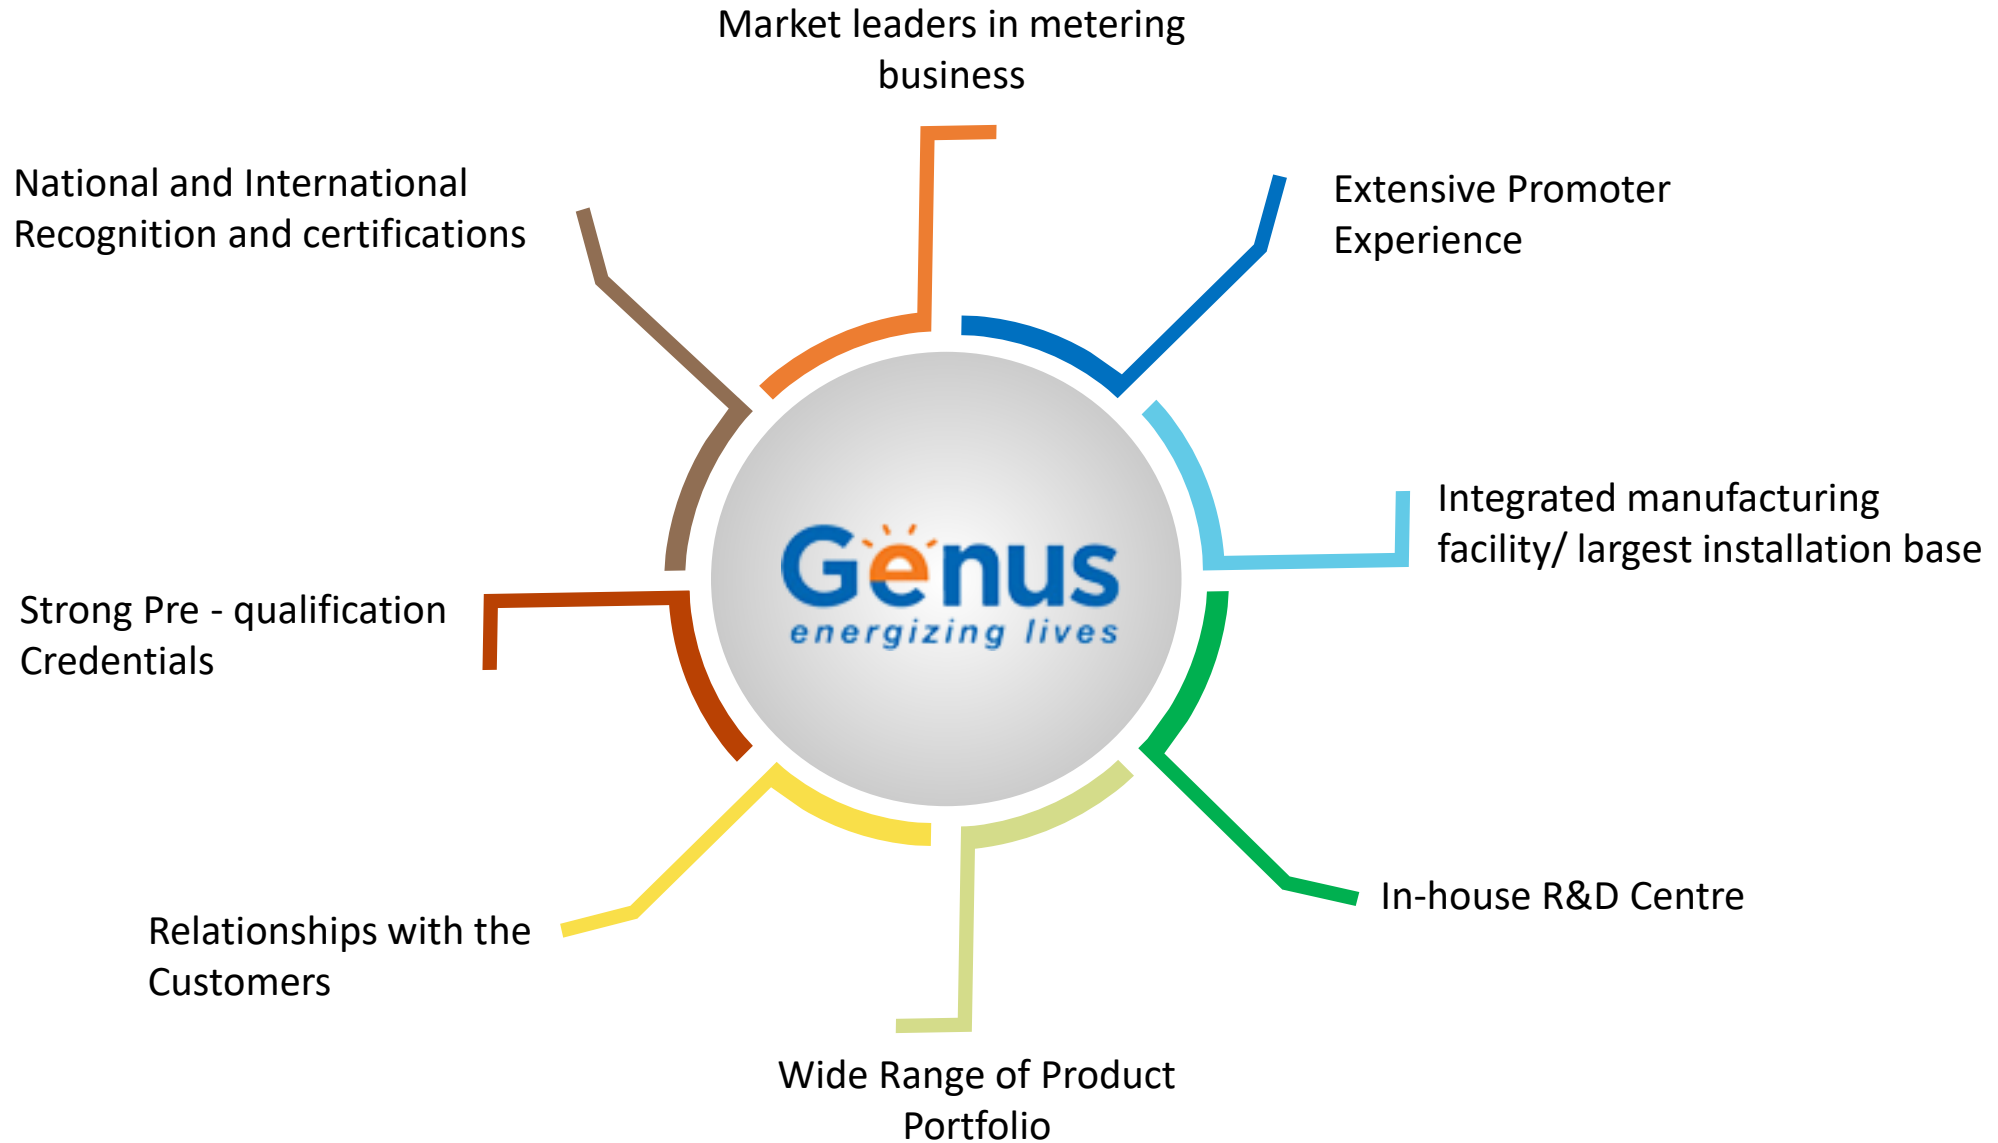 Market leaders in metering
business
National and International
Recognition and certifications
Extensive Promoter
Experience
Integrated manufacturing
facility/ largest installation base
Genus
energizing lives
Strong Pre - qualification
Credentials
In-house R&D Centre
Relationships with the
Customers
Wide Range of Product
Portfolio